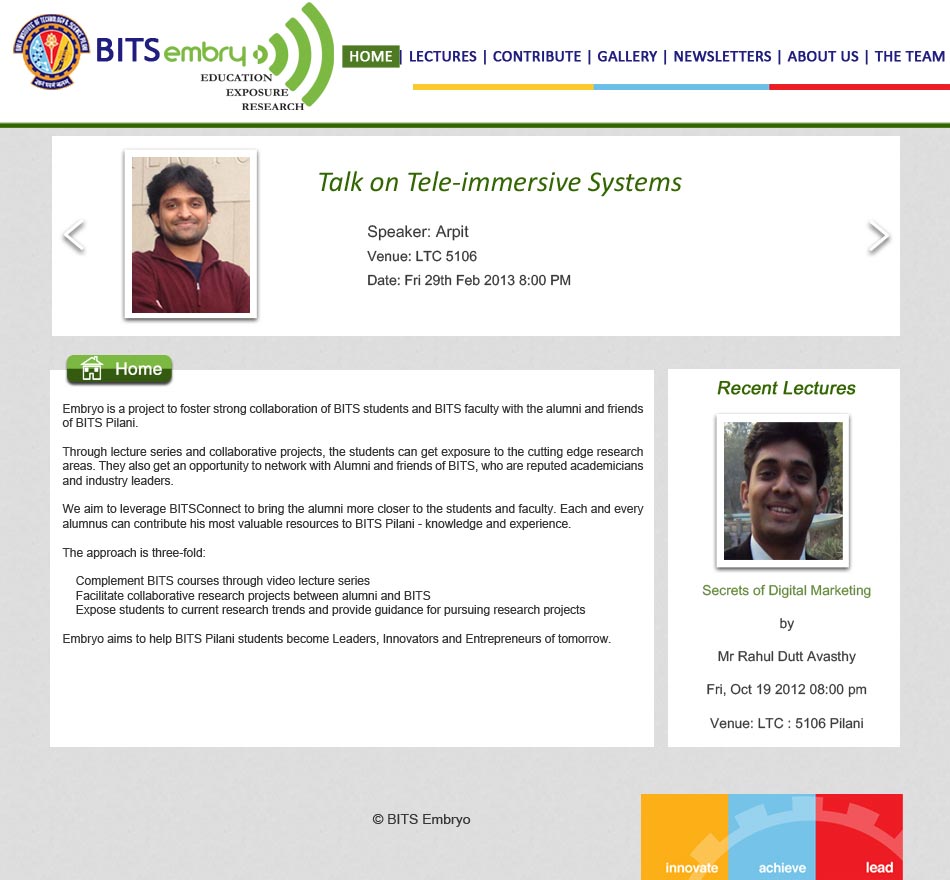 BITS embryo
EDUCATION
EXPOSURE
RESEARCH
HOME | LECTURES | CONTRIBUTE | GALLERY | NEWSLETTERS | ABOUT US | THE TEAM
Talk on Tele-immersive Systems
Speaker: Arpit
Venue: LTC 5106
Date: Fri 29th Feb 2013 8:00 PM
Home
Embryo is a project to foster strong collaboration of BITS students and BITS faculty with the alumni and friends
of BITS Pilani.
Through lecture series and collaborative projects, the students can get exposure to the cutting edge research
areas. They also get an opportunity to network with Alumni and friends of BITS, who are reputed academicians
and industry leaders.
We aim to leverage BITSConnect to bring the alumni more closer to the students and faculty. Each and every
alumnus can contribute his most valuable resources to BITS Pilani - knowledge and experience.
The approach is three-fold:
Complement BITS courses through video lecture series
Facilitate collaborative research projects between alumni and BITS
Expose students to current research trends and provide guidance for pursuing research projects
Embryo aims to help BITS Pilani students become Leaders, Innovators and Entrepreneurs of tomorrow.
Recent Lectures
Secrets of Digital Marketing
by
Mr Rahul Dutt Avasthy
Fri, Oct 19 2012 08:00 pm
Venue: LTC : 5106 Pilani
© BITS Embryo
innovate achieve lead